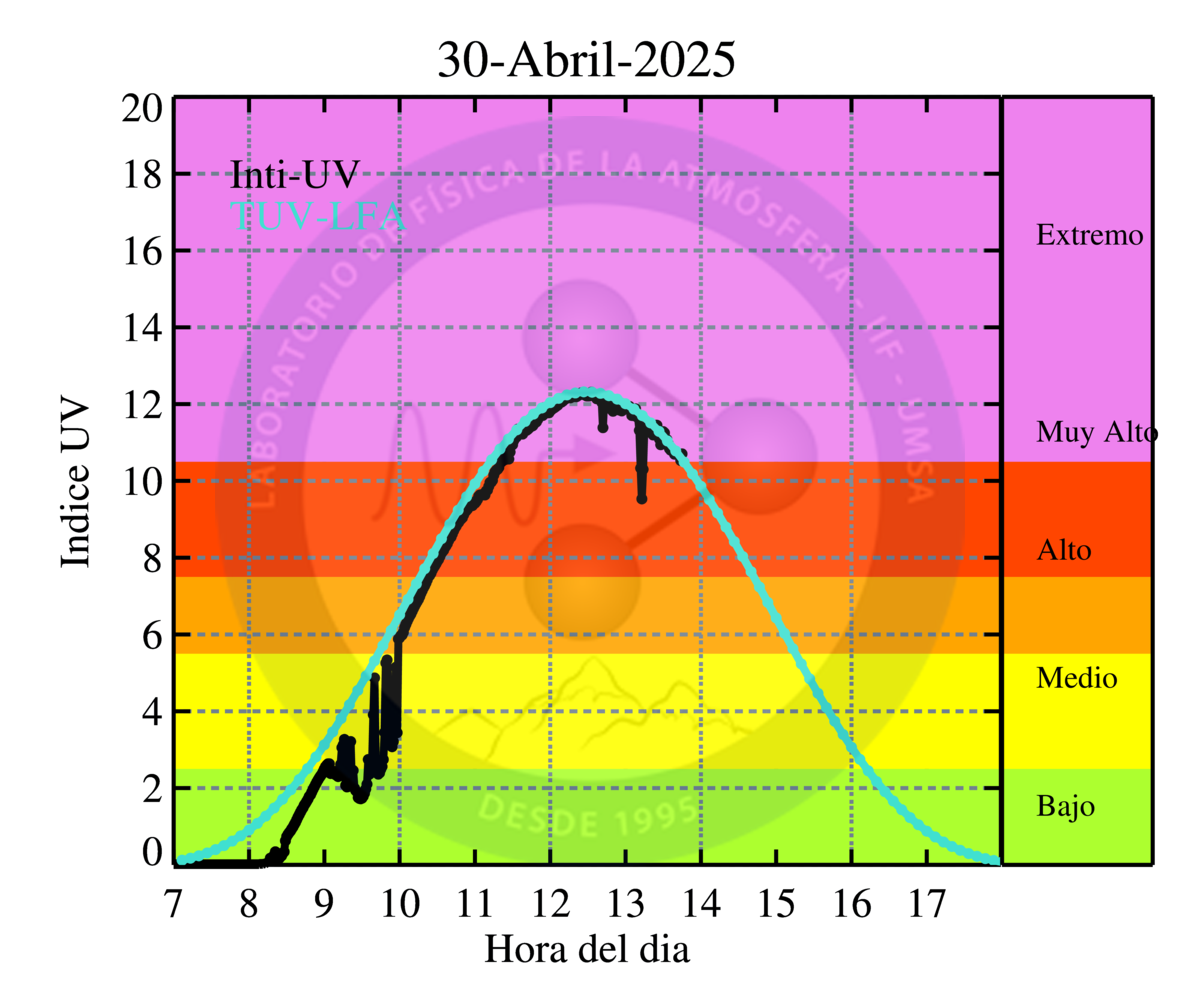 30-Abril-2025
20
18
16
14
12
10
8
6
4
2
0
Indice UV
Inti-UV
TUV-LFA
LABORATORIO DE FÍSICA DE LA ATMÓSFERA - IIF - UMSA
DESDE 1995
Extremo
Muy Alto
Alto
Medio
Bajo
7 8 9 10 11 12 13 14 15 16 17
Hora del dia